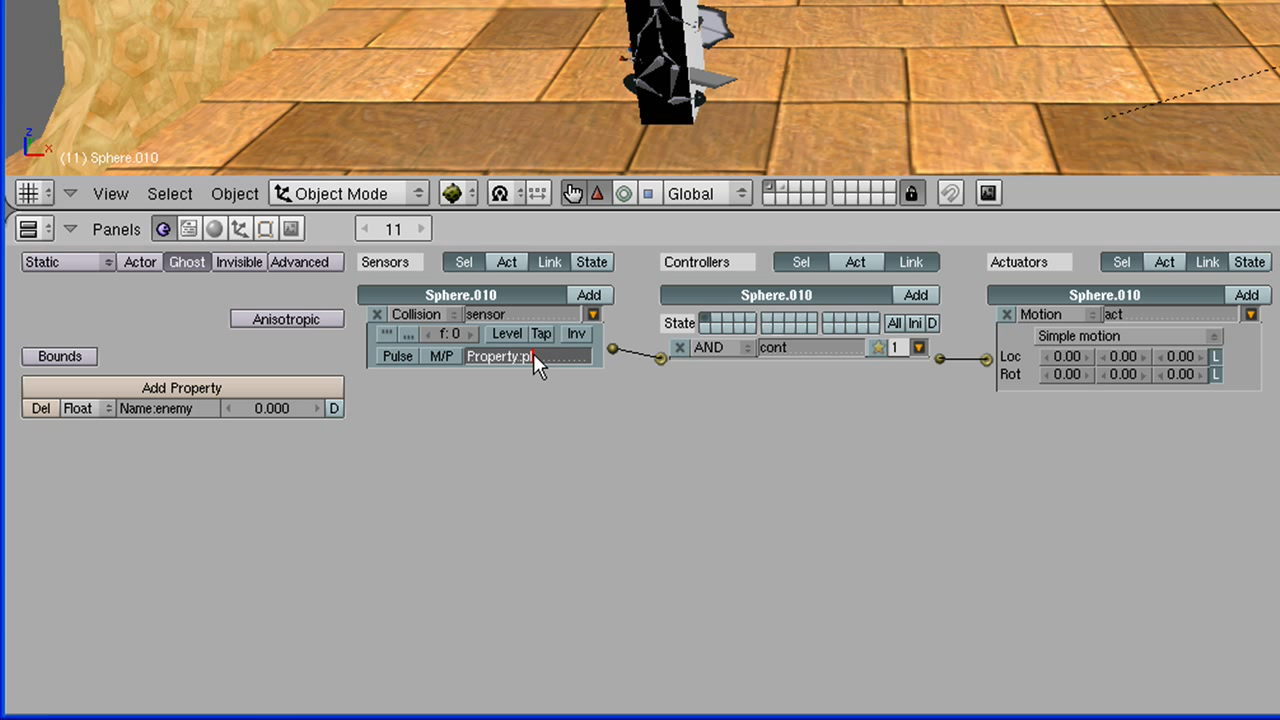 z
x
(11) Sphere.010
View Select Object Object Mode Global
Panels 11
Static Actor Ghost Invisible Advanced Sensors Sel Act Link State Controllers Sel Act Link Actuators Sel Act Link State
Sphere.010 Add Sphere.010 Add Sphere.010 Add
Collision sensor Motion act
Anisotropic State All Ini D
f: 0 Level Tap Inv Simple motion
AND cont 1
Bounds Pulse M/P Property:pl Loc 0.00 0.00 0.00 L
Rot 0.00 0.00 0.00 L
Add Property
Del Float Name:enemy 0.000 D